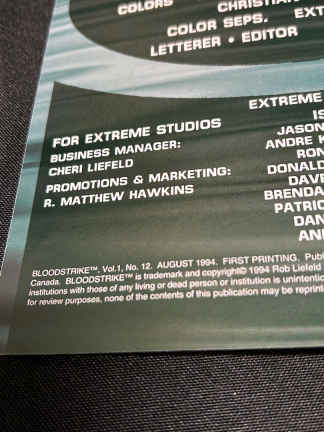 COLORS CHRISTIAN
COLOR SEPS. • EXT
LETTERER • EDITOR
EXTREME
FOR EXTREME STUDIOS
BUSINESS MANAGER:
CHERI LIEFELD
PROMOTIONS & MARKETING:
R. MATTHEW HAWKINS
IS
JASON
ANDRE K
RON
DONALD
DAVE
BRENDA
PATRIC
DAN
AN
BLOODSTRIKE™, Vol.1, No. 12. AUGUST 1994. FIRST PRINTING. Publ
Canada. BLOODSTRIKE™ is trademark and copyright© 1994 Rob Liefeld
institutions with those of any living or dead person or institution is unintentio
for review purposes, none of the contents of this publication may be reprint